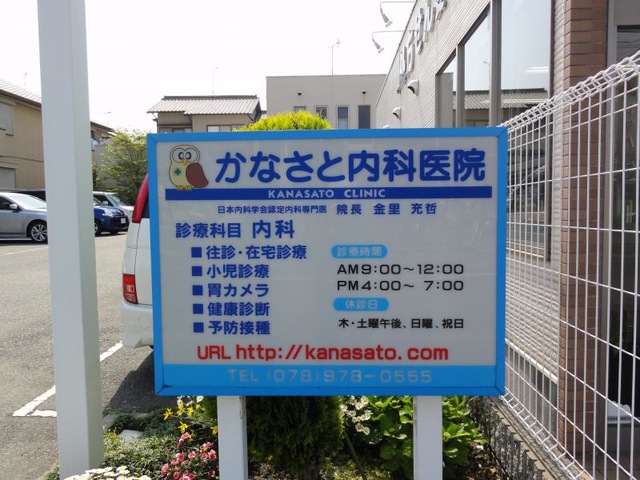 かなさと内科医院
KANASATO CLINIC
日本内科学会認定内科専門医 院長 金里 充哲
診療科目 内科
■往診・在宅診療
■小児診療
■胃カメラ
■健康診断
■予防接種
診療時間
AM9:00～12:00
PM4:00～ 7:00
休診日
木・土曜午後、日曜、祝日
URL http://kanasato.com
TEL (078)978-0555